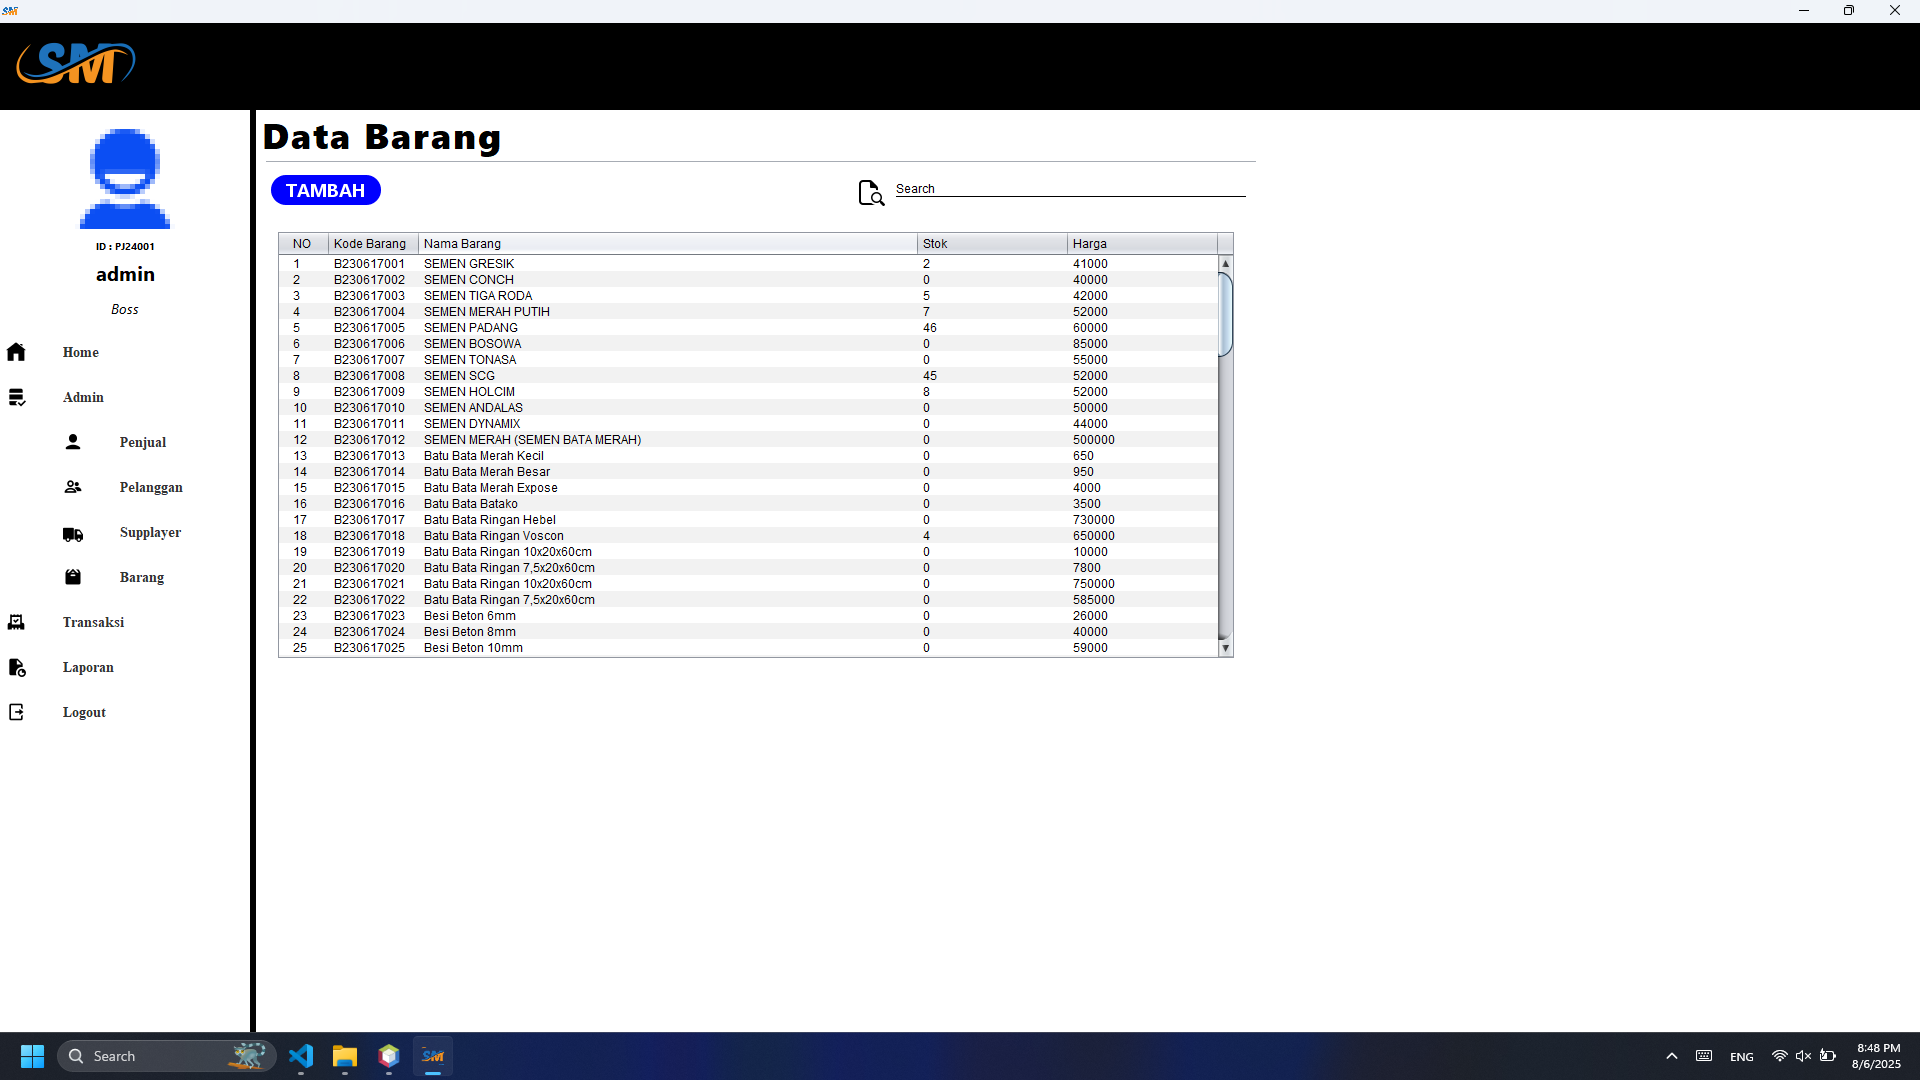 SM
SM
Data Barang
TAMBAH
Search
ID : PJ24001
admin
Boss
Home
Admin
Penjual
Pelanggan
Supplayer
Barang
Transaksi
Laporan
Logout
NO Kode Barang Nama Barang Stok Harga
1 B230617001 SEMEN GRESIK 2 41000
2 B230617002 SEMEN CONCH 0 40000
3 B230617003 SEMEN TIGA RODA 5 42000
4 B230617004 SEMEN MERAH PUTIH 7 52000
5 B230617005 SEMEN PADANG 46 60000
6 B230617006 SEMEN BOSOWA 0 85000
7 B230617007 SEMEN TONASA 0 55000
8 B230617008 SEMEN SCG 45 52000
9 B230617009 SEMEN HOLCIM 8 52000
10 B230617010 SEMEN ANDALAS 0 50000
11 B230617011 SEMEN DYNAMIX 0 44000
12 B230617012 SEMEN MERAH (SEMEN BATA MERAH) 0 500000
13 B230617013 Batu Bata Merah Kecil 0 650
14 B230617014 Batu Bata Merah Besar 0 950
15 B230617015 Batu Bata Merah Expose 0 4000
16 B230617016 Batu Bata Batako 0 3500
17 B230617017 Batu Bata Ringan Hebel 0 730000
18 B230617018 Batu Bata Ringan Voscon 4 650000
19 B230617019 Batu Bata Ringan 10x20x60cm 0 10000
20 B230617020 Batu Bata Ringan 7,5x20x60cm 0 7800
21 B230617021 Batu Bata Ringan 10x20x60cm 0 750000
22 B230617022 Batu Bata Ringan 7,5x20x60cm 0 585000
23 B230617023 Besi Beton 6mm 0 26000
24 B230617024 Besi Beton 8mm 0 40000
25 B230617025 Besi Beton 10mm 0 59000
Search
SM
ENG
8:48 PM
8/6/2025